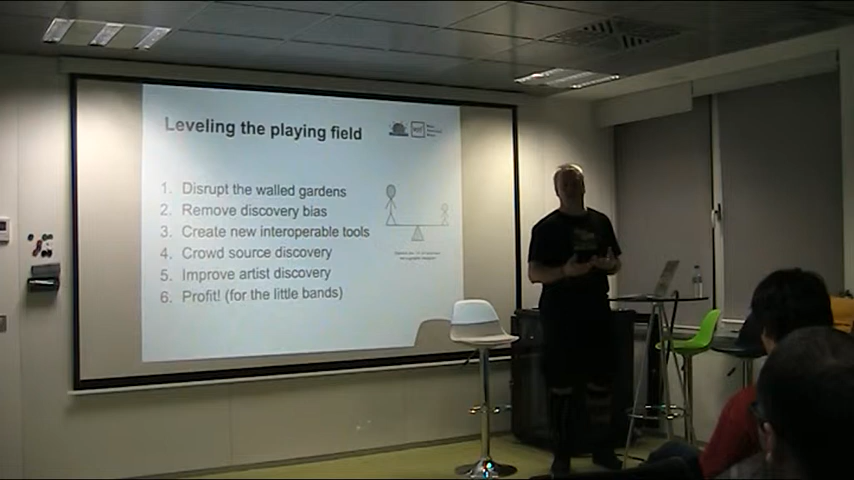 Leveling the playing field
1. Disrupt the walled gardens
2. Remove discovery bias
3. Create new interoperable tools
4. Crowd source discovery
5. Improve artist discovery
6. Profit! (for the little bands)